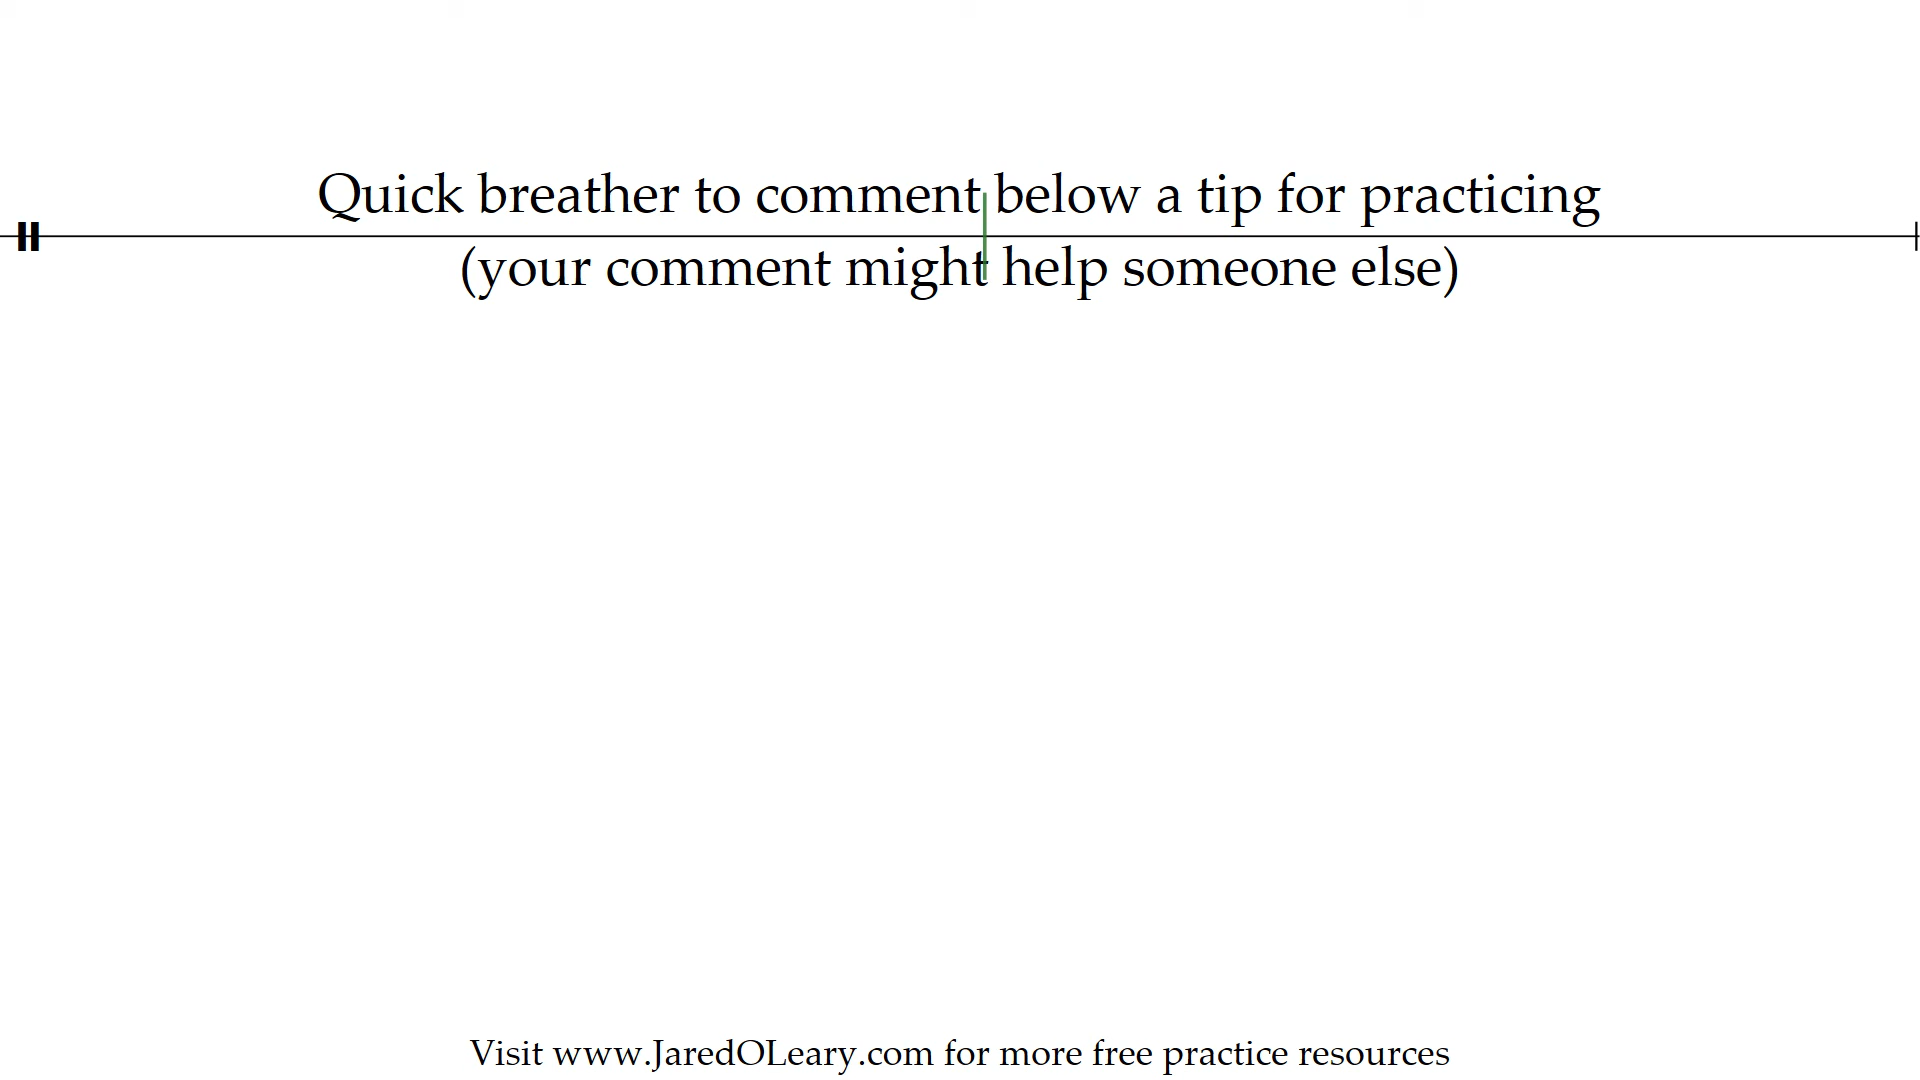 Quick breather to comment below a tip for practicing
(your comment might help someone else)
Visit www.JaredOLeary.com for more free practice resources